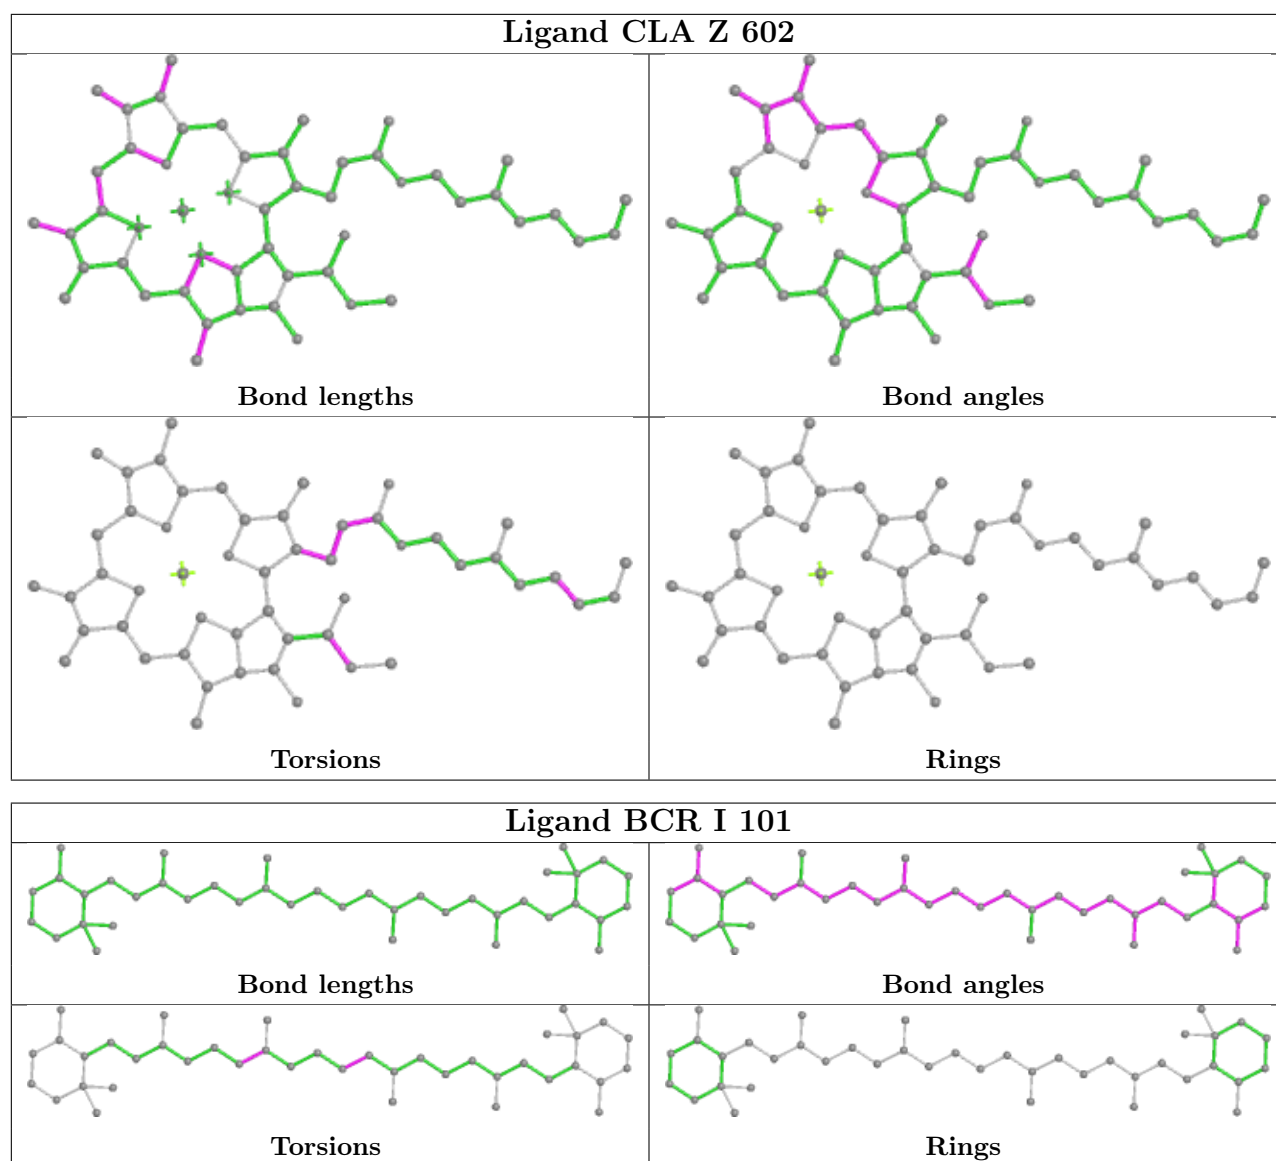 Ligand CLA Z 602
Bond lengths
Bond angles
Torsions
Rings
Ligand BCR I 101
Bond lengths
Bond angles
Torsions
Rings